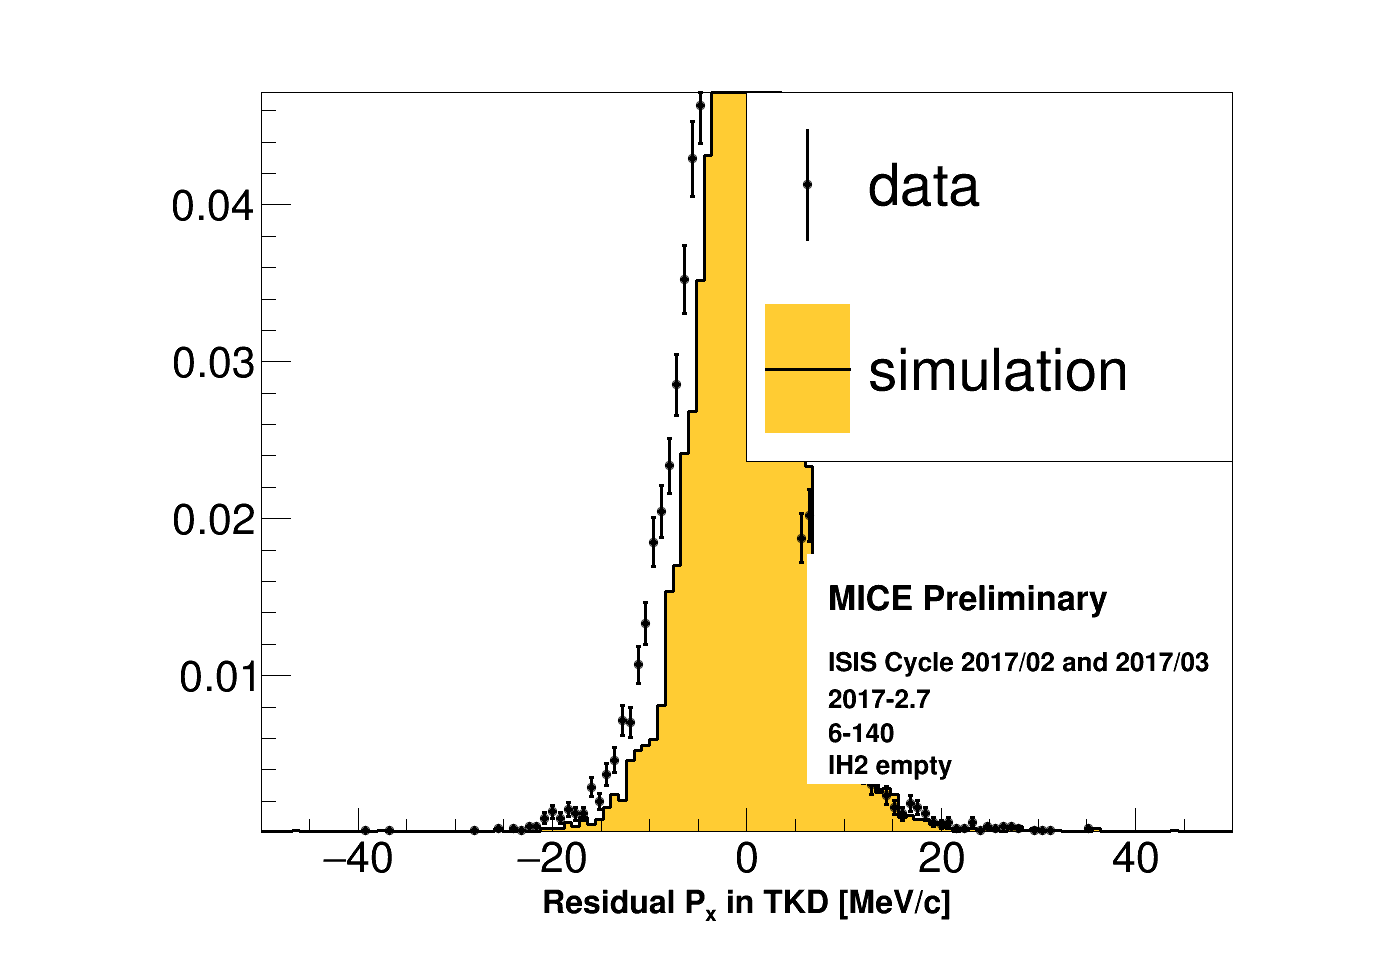 data
0.04
0.03
simulation
0.02
MICE Preliminary
0.01
ISIS Cycle 2017/02 and 2017/03
2017-2.7
6-140
IH2 empty
−40 −20 0 20 40
Residual Px in TKD [MeV/c]